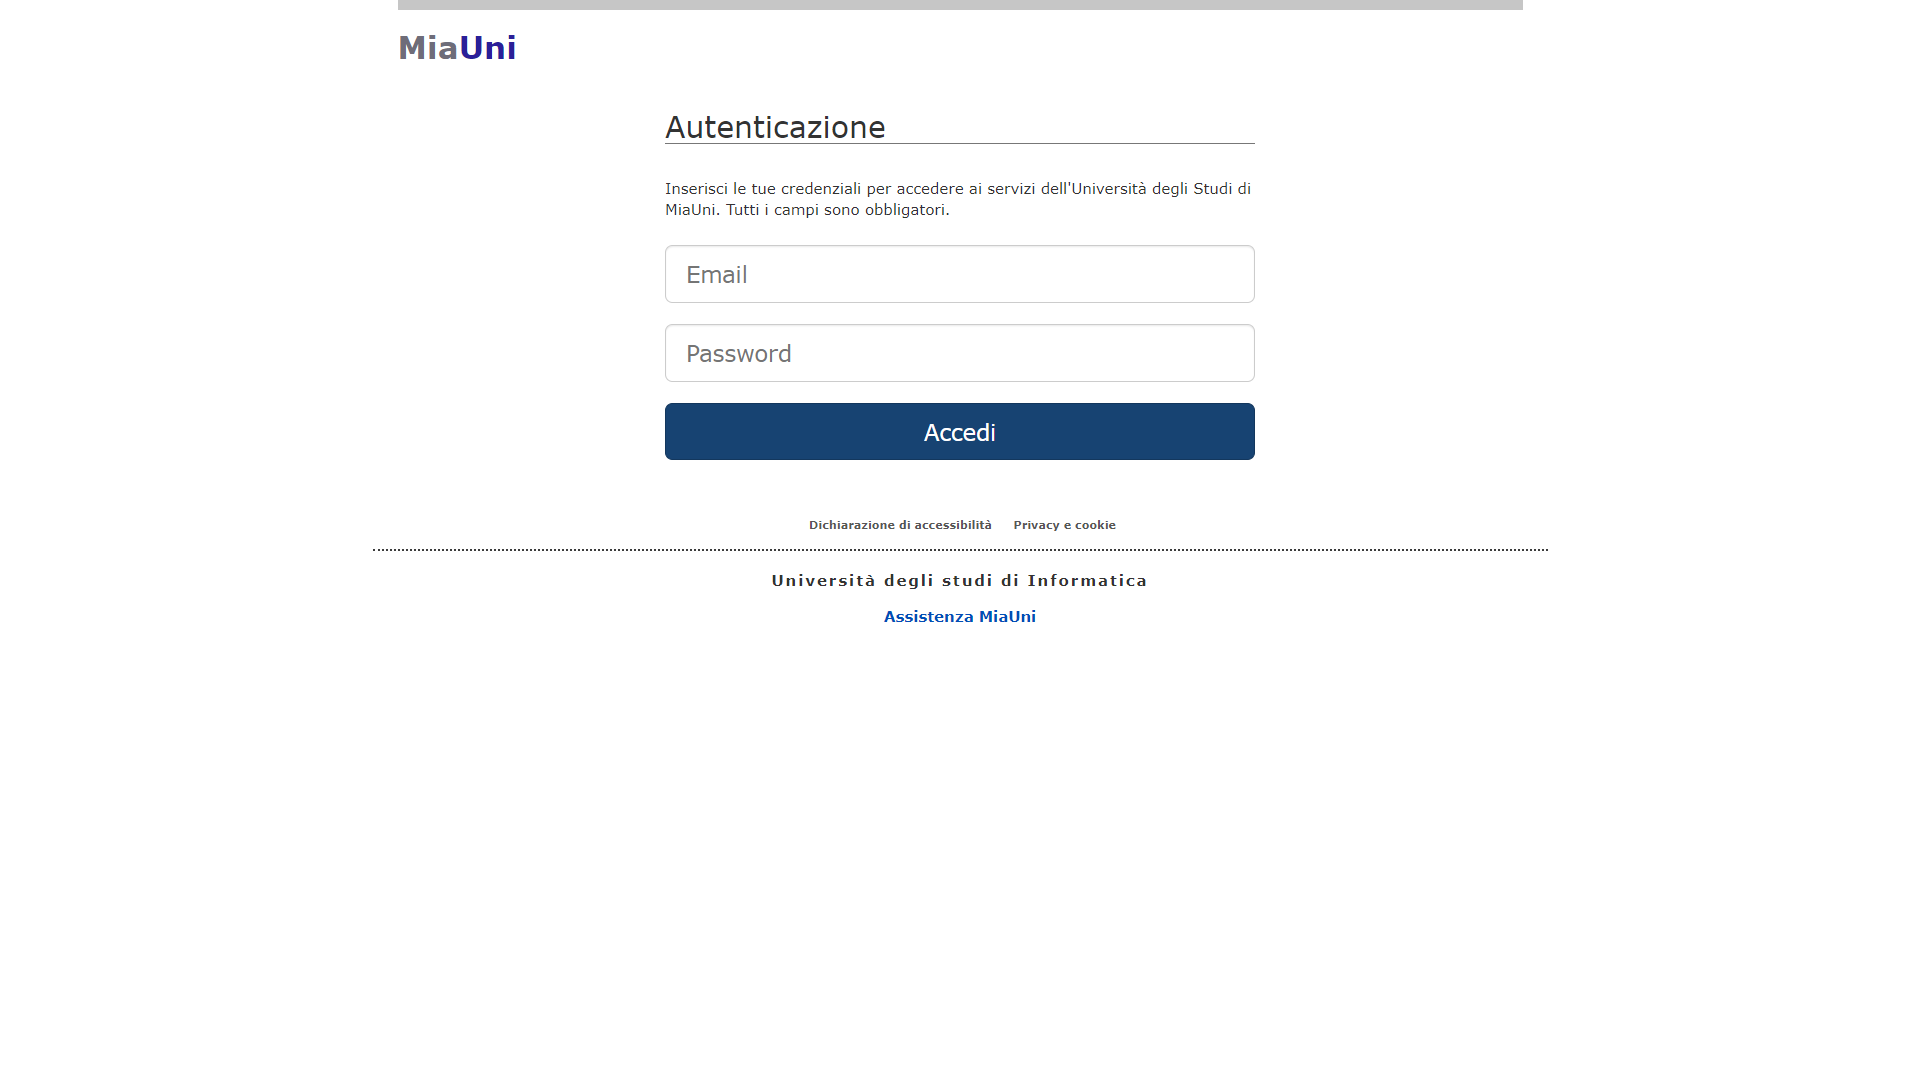 MiaUni
Autenticazione
Inserisci le tue credenziali per accedere ai servizi dell'Università degli Studi di
MiaUni. Tutti i campi sono obbligatori.
Email
Password
Accedi
Dichiarazione di accessibilità Privacy e cookie
Università degli studi di Informatica
Assistenza MiaUni